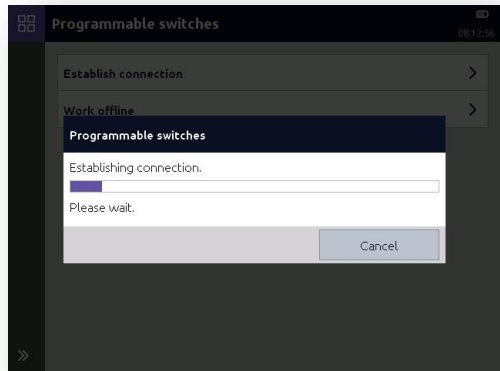 Programmable switches
08:12:56
Establish connection
Work offline
Programmable switches
Establishing connection.
Please wait.
Cancel